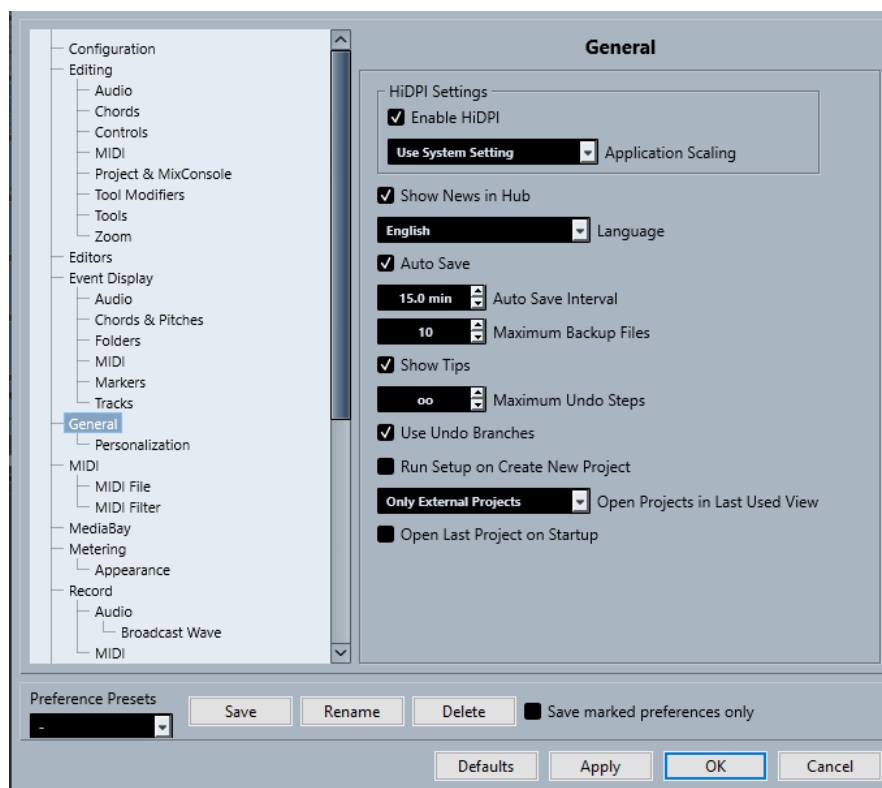 Configuration
Editing
Audio
Chords
Controls
MIDI
Project & MixConsole
Tool Modifiers
Tools
Zoom
Editors
Event Display
Audio
Chords & Pitches
Folders
MIDI
Markers
Tracks
General
Personalization
MIDI
MIDI File
MIDI Filter
MediaBay
Metering
Appearance
Record
Audio
Broadcast Wave
MIDI
General
HiDPI Settings
Enable HiDPI
Use System Setting Application Scaling
Show News in Hub
English Language
Auto Save
15.0 min Auto Save Interval
10 Maximum Backup Files
Show Tips
oo Maximum Undo Steps
Use Undo Branches
Run Setup on Create New Project
Only External Projects Open Projects in Last Used View
Open Last Project on Startup
Preference Presets
- Save Rename Delete Save marked preferences only
Defaults Apply OK Cancel